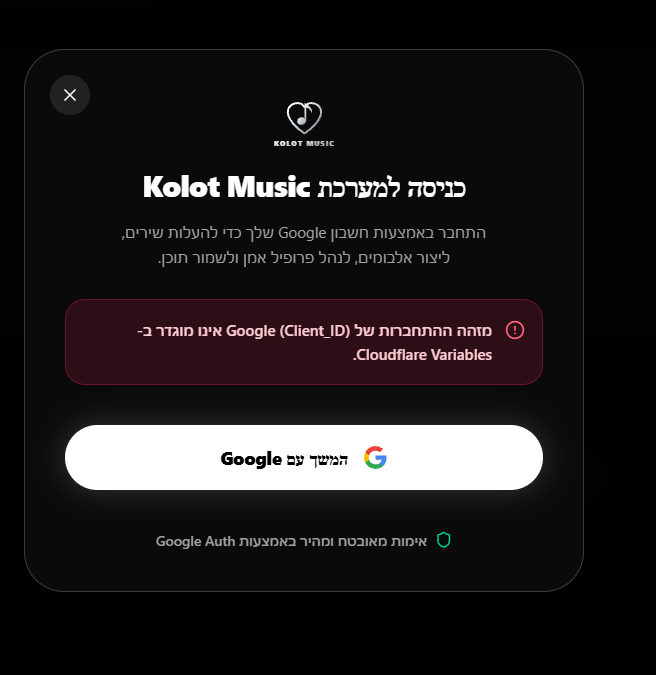 KOLOT MUSIC
כניסה למערכת Kolot Music
התחבר באמצעות חשבון Google שלך כדי להעלות שירים,
ליצור אלבומים, לנהל פרופיל אמן ולשמור תוכן.
מזהה ההתחברות של Google (Client_ID) אינו מוגדר ב-
Cloudflare Variables.
המשך עם Google
אימות מאובטח ומהיר באמצעות Google Auth